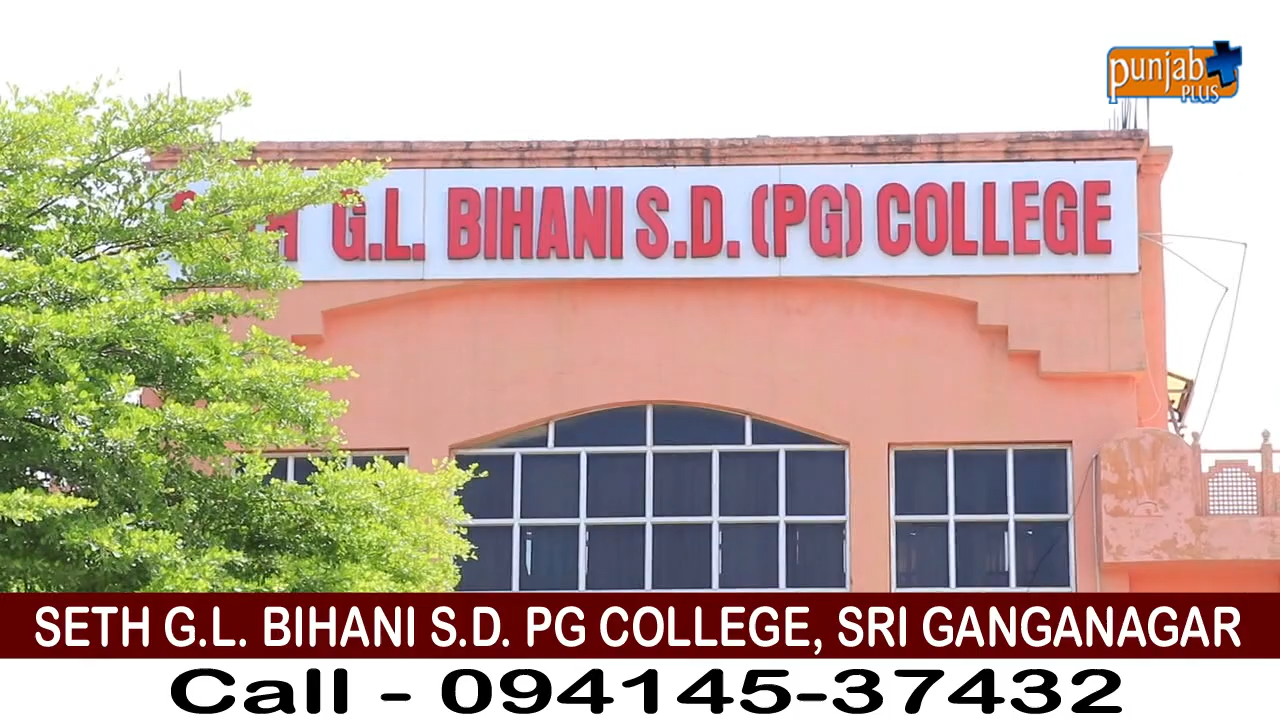 punjab
PLUS
G.L. BIHANI S.D. (PG) COLLEGE
SETH G.L. BIHANI S.D. PG COLLEGE, SRI GANGANAGAR
Call - 094145-37432